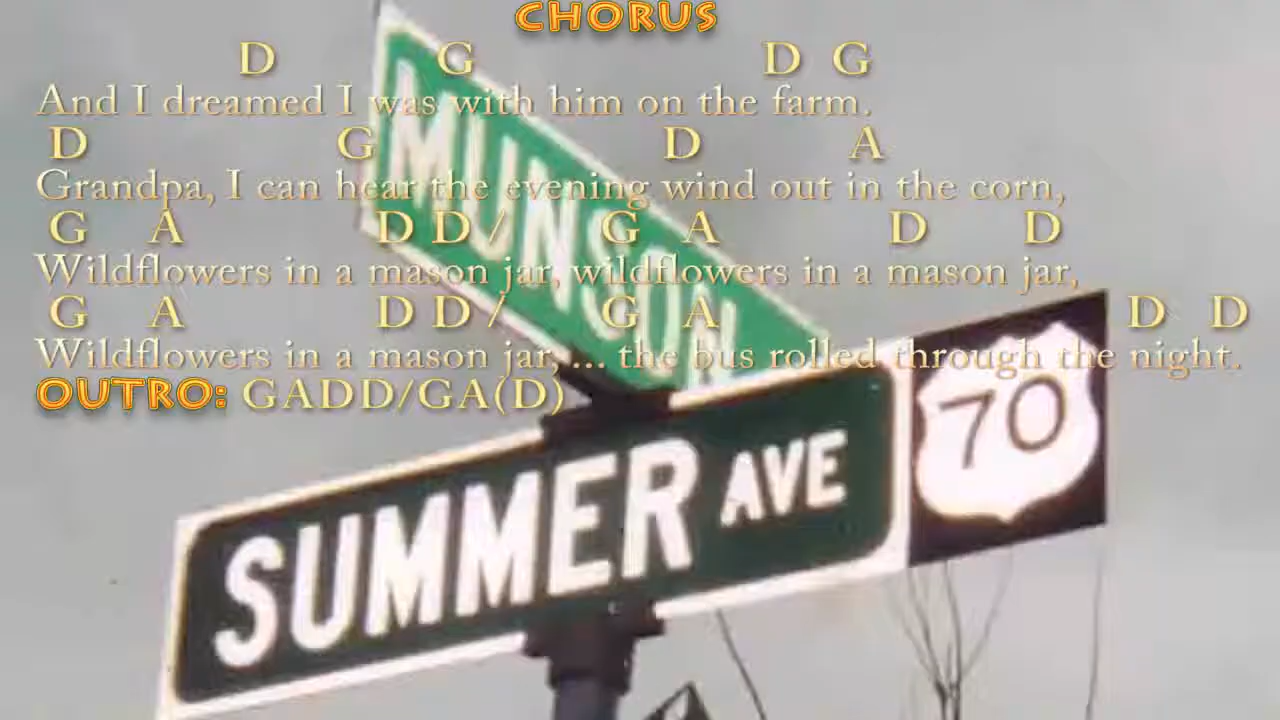 CHORUS
D G D G
And I dreamed I was with him on the farm.
D G D A
Grandpa, I can hear the evening wind out in the corn,
G A D D/ G A D D
Wildflowers in a mason jar, wildflowers in a mason jar,
G A D D/ G A D D
Wildflowers in a mason jar, ... the bus rolled through the night.
OUTRO: GADD/GA(D)
MUNSON
SUMMER AVE
70